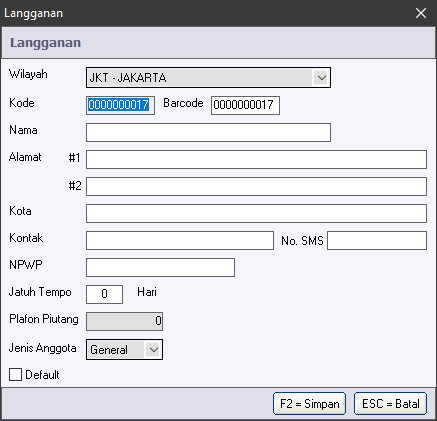 Langganan
Langganan
Wilayah JKT - JAKARTA
Kode 0000000017 Barcode 0000000017
Nama
Alamat #1
#2
Kota
Kontak No. SMS
NPWP
Jatuh Tempo 0 Hari
Plafon Piutang 0
Jenis Anggota General
Default
F2 = Simpan ESC = Batal